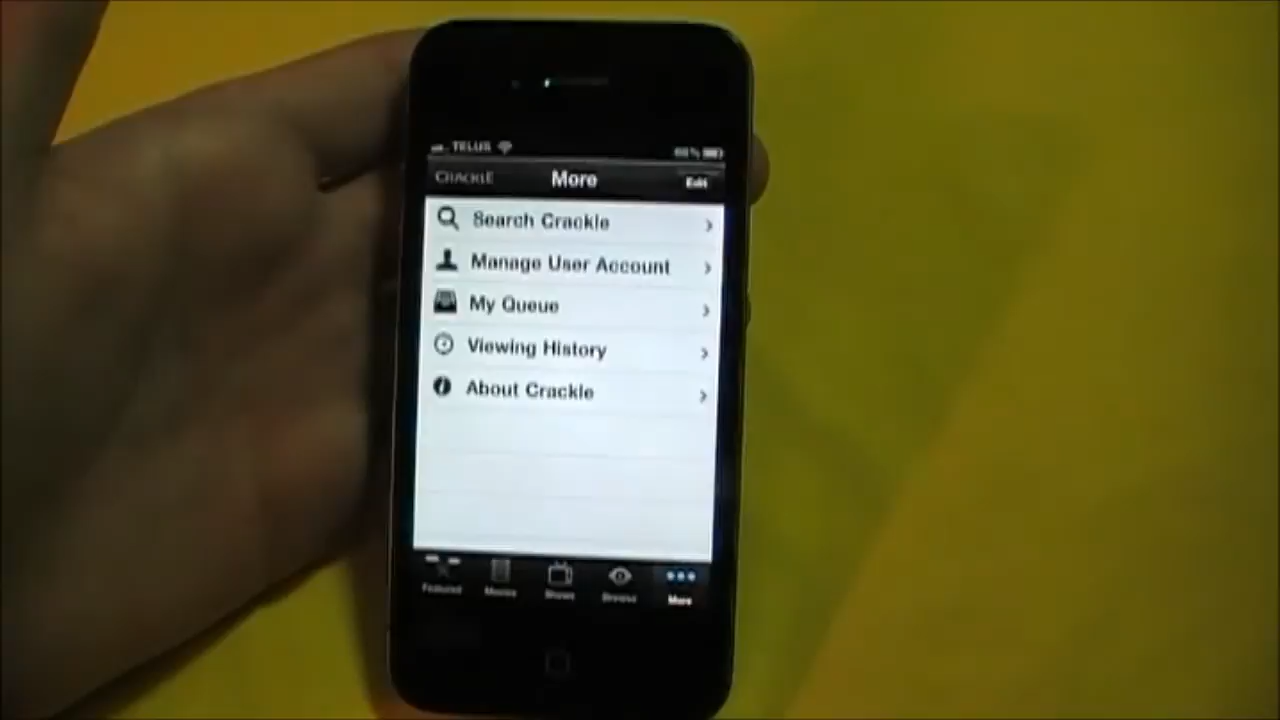 TELUS
CRACKLE
More
Edit
Search Crackle
Manage User Account
My Queue
Viewing History
About Crackle
Featured
Movies
Shows
Browse
More